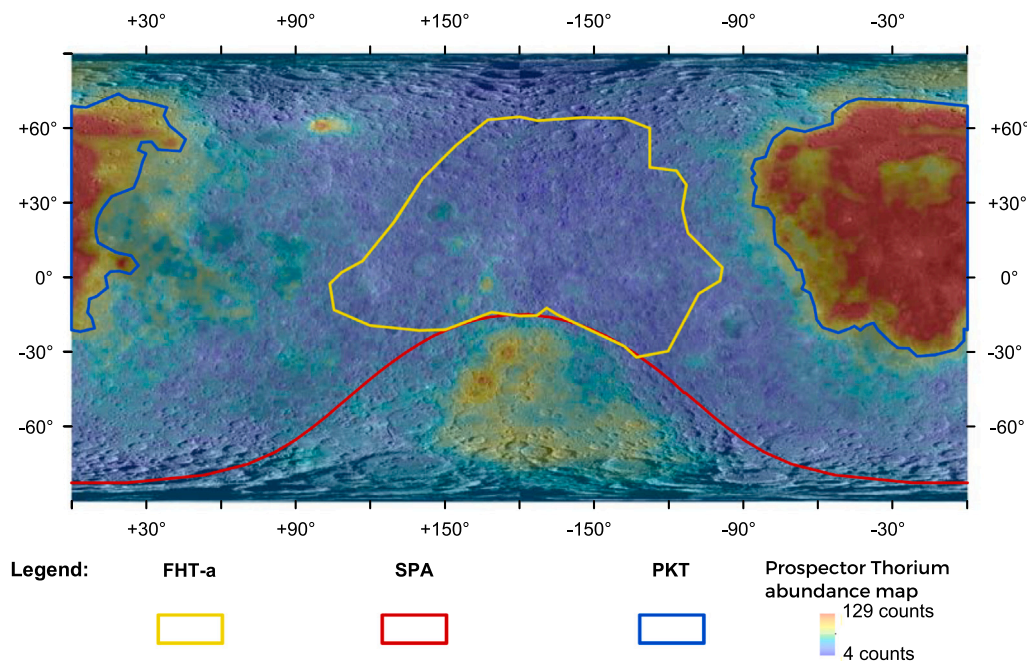 +30° +90° +150° -150° -90° -30°
+60° +60°
+30° +30°
0° 0°
-30° -30°
-60° -60°
+30° +90° +150° -150° -90° -30°
Legend: FHT-a SPA PKT Prospector Thorium
abundance map
129 counts
4 counts